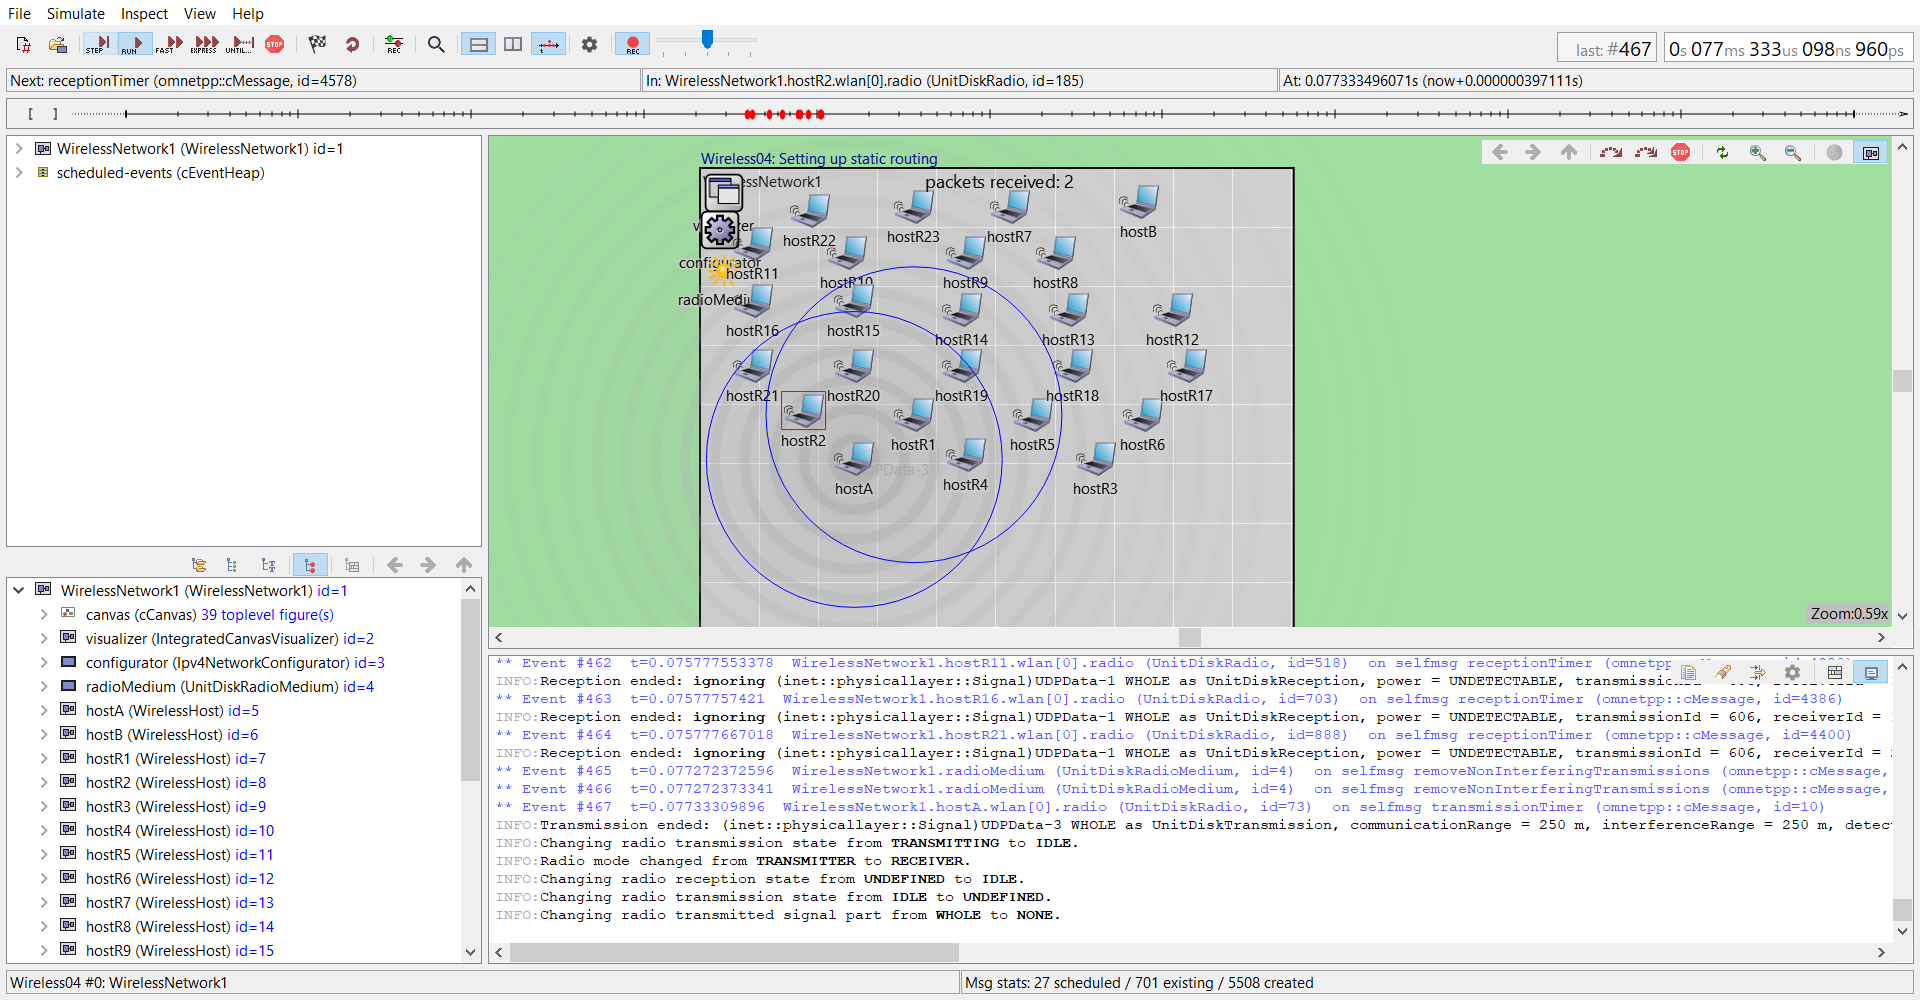 File Simulate Inspect View Help
STEP RUN FAST EXPRESS UNTIL... STOP REC REC last: #467 0s 077ms 333us 098ns 960ps
Next: receptionTimer (omnetpp::cMessage, id=4578) In: WirelessNetwork1.hostR2.wlan[0].radio (UnitDiskRadio, id=185) At: 0.077333496071s (now+0.000000397111s)
WirelessNetwork1 (WirelessNetwork1) id=1
scheduled-events (cEventHeap)
Wireless04: Setting up static routing
STOP
packets received: 2
hostR22
hostR23
hostR7
hostB
configurator
hostR11
hostR10
hostR9
hostR8
hostR16
hostR15
hostR14
hostR13
hostR12
hostR21
hostR20
hostR19
hostR18
hostR17
hostR2
hostR1
hostR5
hostR6
PData-3
hostA
hostR4
hostR3
Zoom:0.59x
WirelessNetwork1 (WirelessNetwork1) id=1
canvas (cCanvas) 39 toplevel figure(s)
visualizer (IntegratedCanvasVisualizer) id=2
configurator (Ipv4NetworkConfigurator) id=3
radioMedium (UnitDiskRadioMedium) id=4
hostA (WirelessHost) id=5
hostB (WirelessHost) id=6
hostR1 (WirelessHost) id=7
hostR2 (WirelessHost) id=8
hostR3 (WirelessHost) id=9
hostR4 (WirelessHost) id=10
hostR5 (WirelessHost) id=11
hostR6 (WirelessHost) id=12
hostR7 (WirelessHost) id=13
hostR8 (WirelessHost) id=14
hostR9 (WirelessHost) id=15
** Event #462 t=0.075777553378 WirelessNetwork1.hostR11.wlan[0].radio (UnitDiskRadio, id=518) on selfmsg receptionTimer
INFO:Reception ended: ignoring (inet::physicallayer::Signal)UDPData-1 WHOLE as UnitDiskReception, power = UNDETECTABLE,
** Event #463 t=0.07577757421 WirelessNetwork1.hostR16.wlan[0].radio (UnitDiskRadio, id=703) on selfmsg receptionTimer (omnetpp::cMessage, id=4386)
INFO:Reception ended: ignoring (inet::physicallayer::Signal)UDPData-1 WHOLE as UnitDiskReception, power = UNDETECTABLE, transmissionId = 606, receiverId =
** Event #464 t=0.075777667018 WirelessNetwork1.hostR21.wlan[0].radio (UnitDiskRadio, id=888) on selfmsg receptionTimer (omnetpp::cMessage, id=4400)
INFO:Reception ended: ignoring (inet::physicallayer::Signal)UDPData-1 WHOLE as UnitDiskReception, power = UNDETECTABLE, transmissionId = 606, receiverId =
** Event #465 t=0.077272372596 WirelessNetwork1.radioMedium (UnitDiskRadioMedium, id=4) on selfmsg removeNonInterferingTransmissions (omnetpp::cMessage,
** Event #466 t=0.077272373341 WirelessNetwork1.radioMedium (UnitDiskRadioMedium, id=4) on selfmsg removeNonInterferingTransmissions (omnetpp::cMessage,
** Event #467 t=0.07733309896 WirelessNetwork1.hostA.wlan[0].radio (UnitDiskRadio, id=73) on selfmsg transmissionTimer (omnetpp::cMessage, id=10)
INFO:Transmission ended: (inet::physicallayer::Signal)UDPData-3 WHOLE as UnitDiskTransmission, communicationRange = 250 m, interferenceRange = 250 m, detec
INFO:Changing radio transmission state from TRANSMITTING to IDLE.
INFO:Radio mode changed from TRANSMITTER to RECEIVER.
INFO:Changing radio reception state from UNDEFINED to IDLE.
INFO:Changing radio transmission state from IDLE to UNDEFINED.
INFO:Changing radio transmitted signal part from WHOLE to NONE.
Wireless04 #0: WirelessNetwork1 Msg stats: 27 scheduled / 701 existing / 5508 created